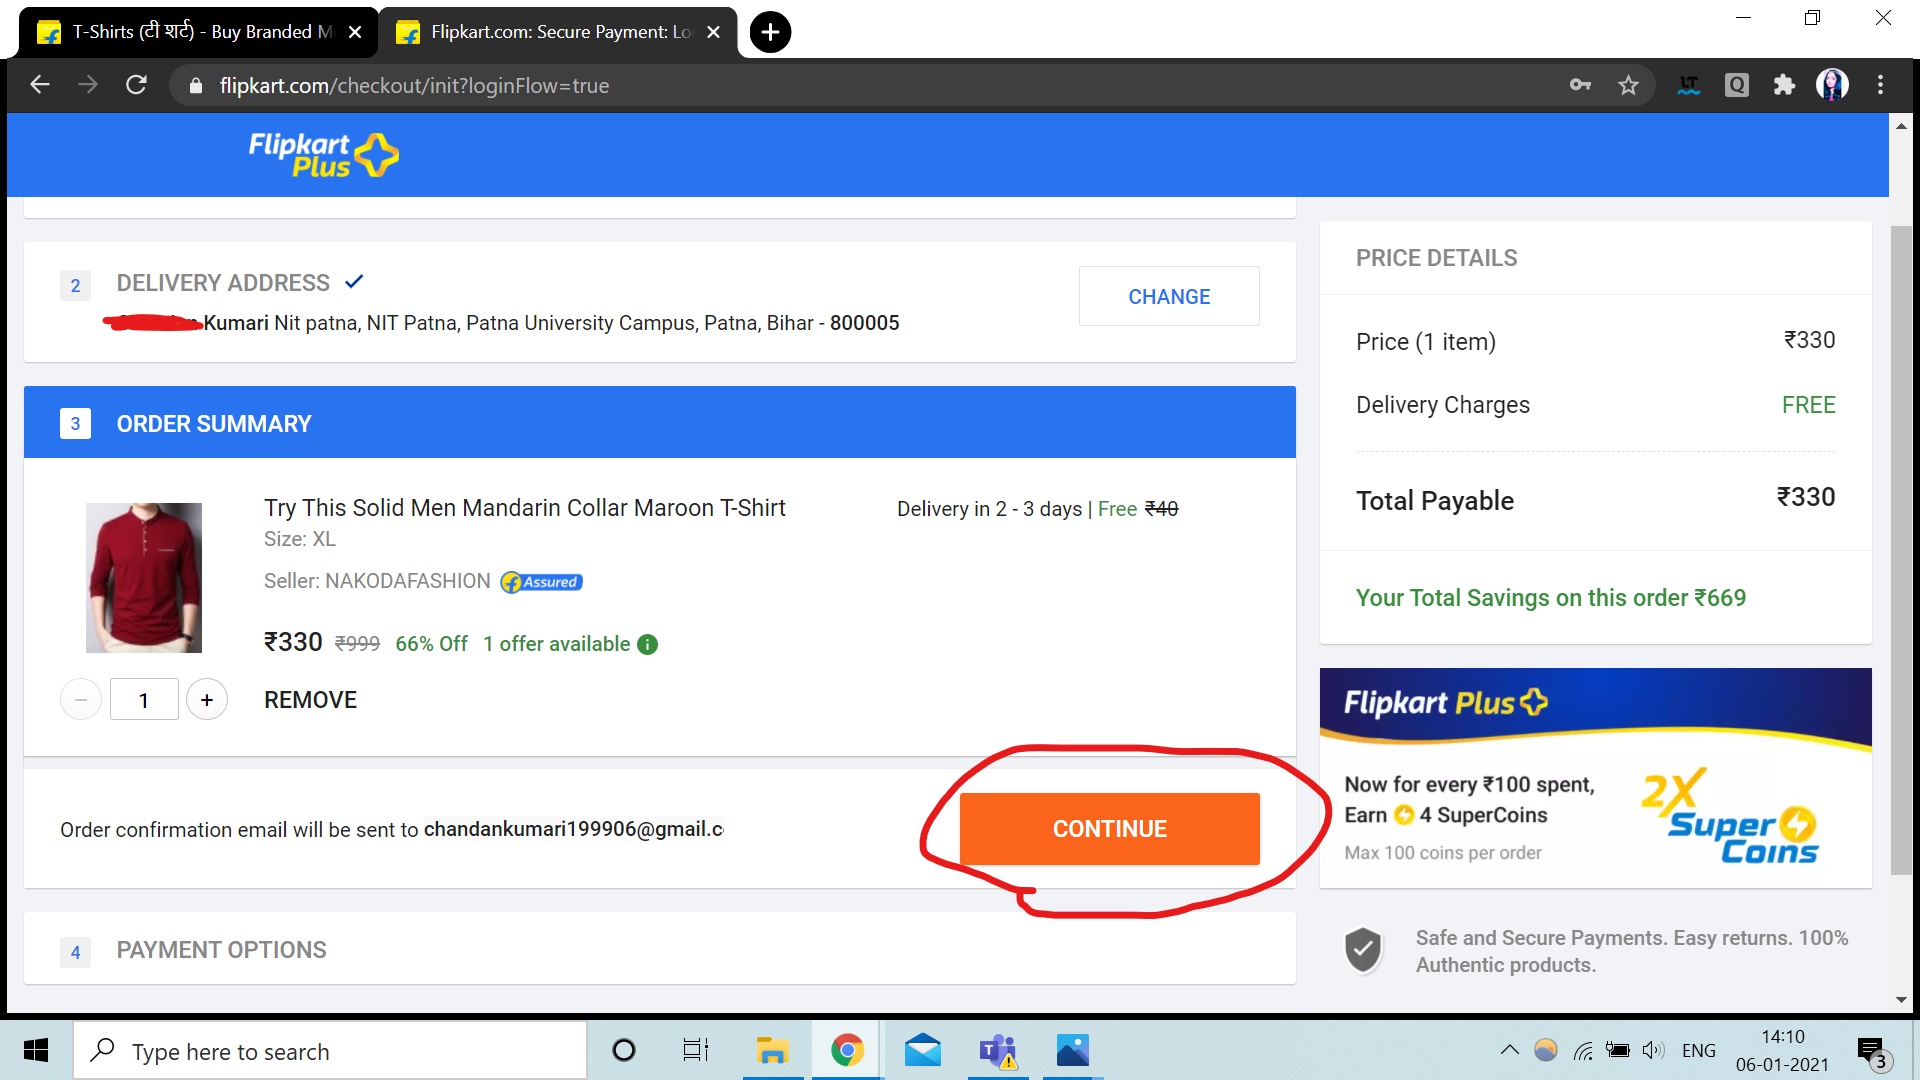 T-Shirts (टी शर्ट) - Buy Branded M
Flipkart.com: Secure Payment: Lo
flipkart.com/checkout/init?loginFlow=true
LT
Q
Flipkart
Plus
2
DELIVERY ADDRESS
Kumari Nit patna, NIT Patna, Patna University Campus, Patna, Bihar - 800005
CHANGE
3
ORDER SUMMARY
Try This Solid Men Mandarin Collar Maroon T-Shirt
Size: XL
Seller: NAKODAFASHION Assured
₹330 ₹999 66% Off 1 offer available
Delivery in 2 - 3 days | Free ₹40
− 1 +
REMOVE
Order confirmation email will be sent to chandankumari199906@gmail.c
CONTINUE
4
PAYMENT OPTIONS
PRICE DETAILS
Price (1 item) ₹330
Delivery Charges FREE
Total Payable ₹330
Your Total Savings on this order ₹669
Flipkart Plus
Now for every ₹100 spent,
Earn 4 SuperCoins
Max 100 coins per order
2X
Super
Coins
Safe and Secure Payments. Easy returns. 100%
Authentic products.
Type here to search
T
ENG
14:10
06-01-2021
3